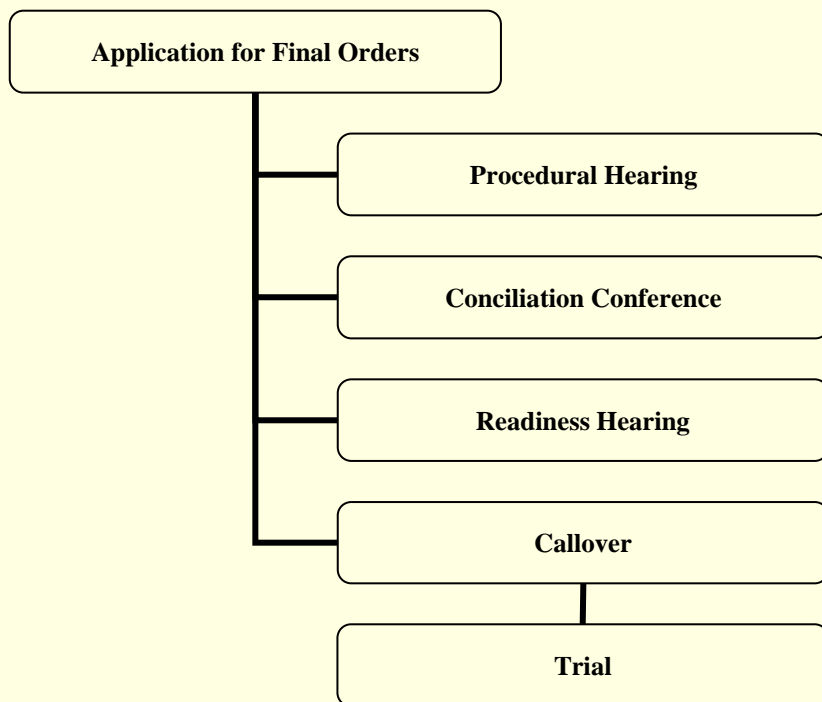 Application for Final Orders
Procedural Hearing
Conciliation Conference
Readiness Hearing
Callover
Trial